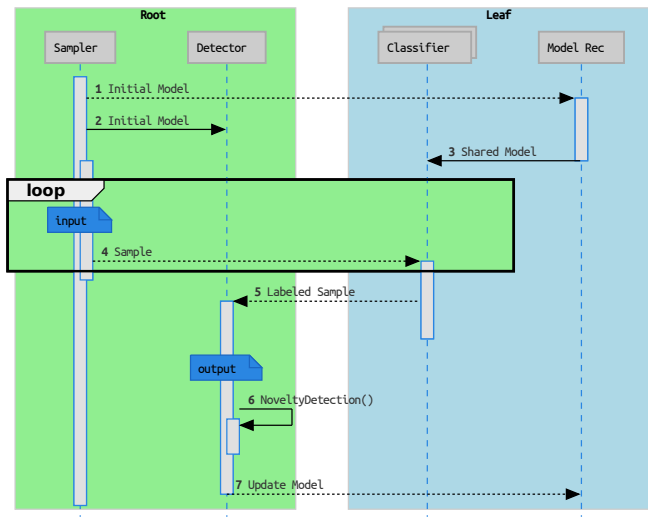 Root
Leaf
Sampler
Detector
Classifier
Model Rec
1 Initial Model
2 Initial Model
3 Shared Model
loop
input
4 Sample
5 Labeled Sample
output
6 NoveltyDetection()
7 Update Model